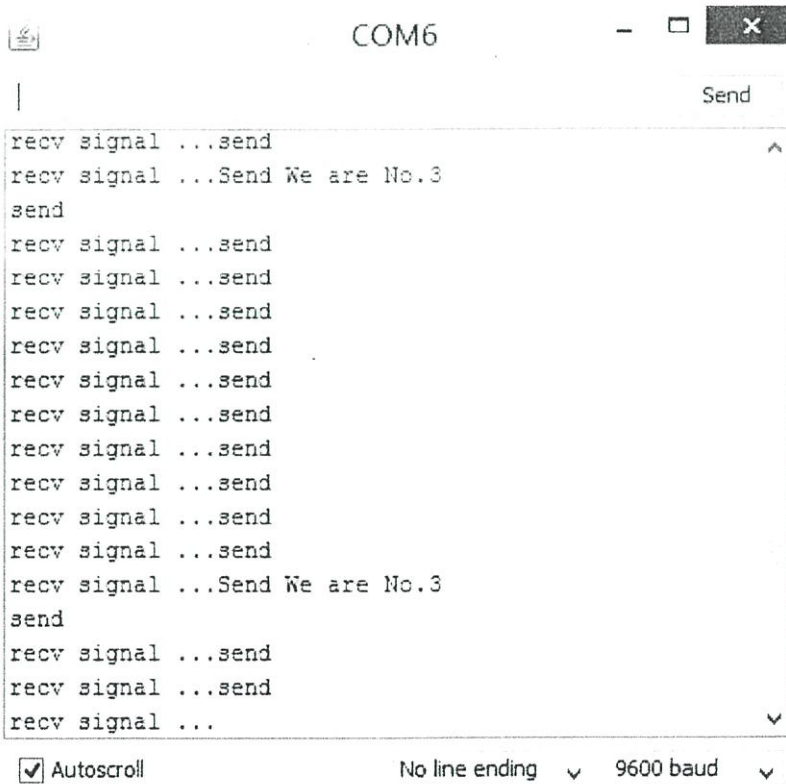 COM6
Send
recv signal ...send
recv signal ...Send We are No.3
send
recv signal ...send
recv signal ...send
recv signal ...send
recv signal ...send
recv signal ...send
recv signal ...send
recv signal ...send
recv signal ...send
recv signal ...send
recv signal ...send
recv signal ...Send We are No.3
send
recv signal ...send
recv signal ...send
recv signal ...
Autoscroll No line ending 9600 baud